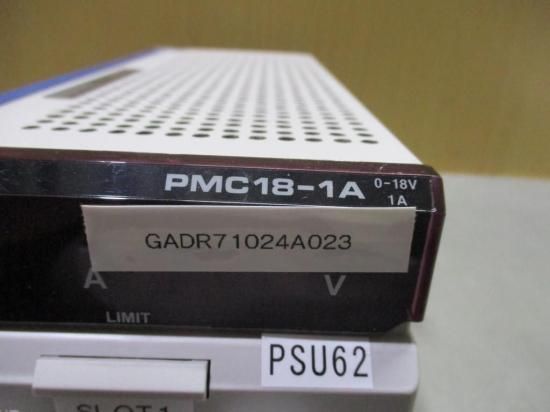 PMC18-1A 0-18V
1A
GADR71024A023
A V
LIMIT
PSU62
SLOT1